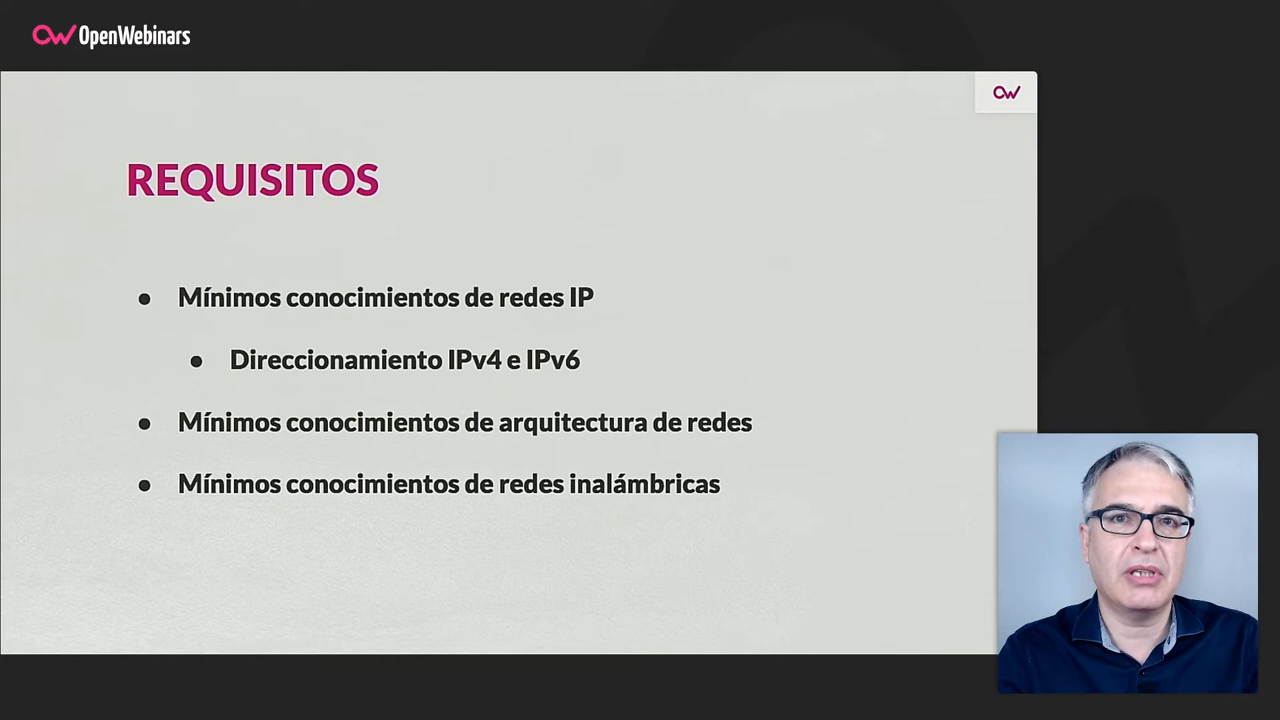 OpenWebinars
REQUISITOS
● Mínimos conocimientos de redes IP
● Direccionamiento IPv4 e IPv6
● Mínimos conocimientos de arquitectura de redes
● Mínimos conocimientos de redes inalámbricas